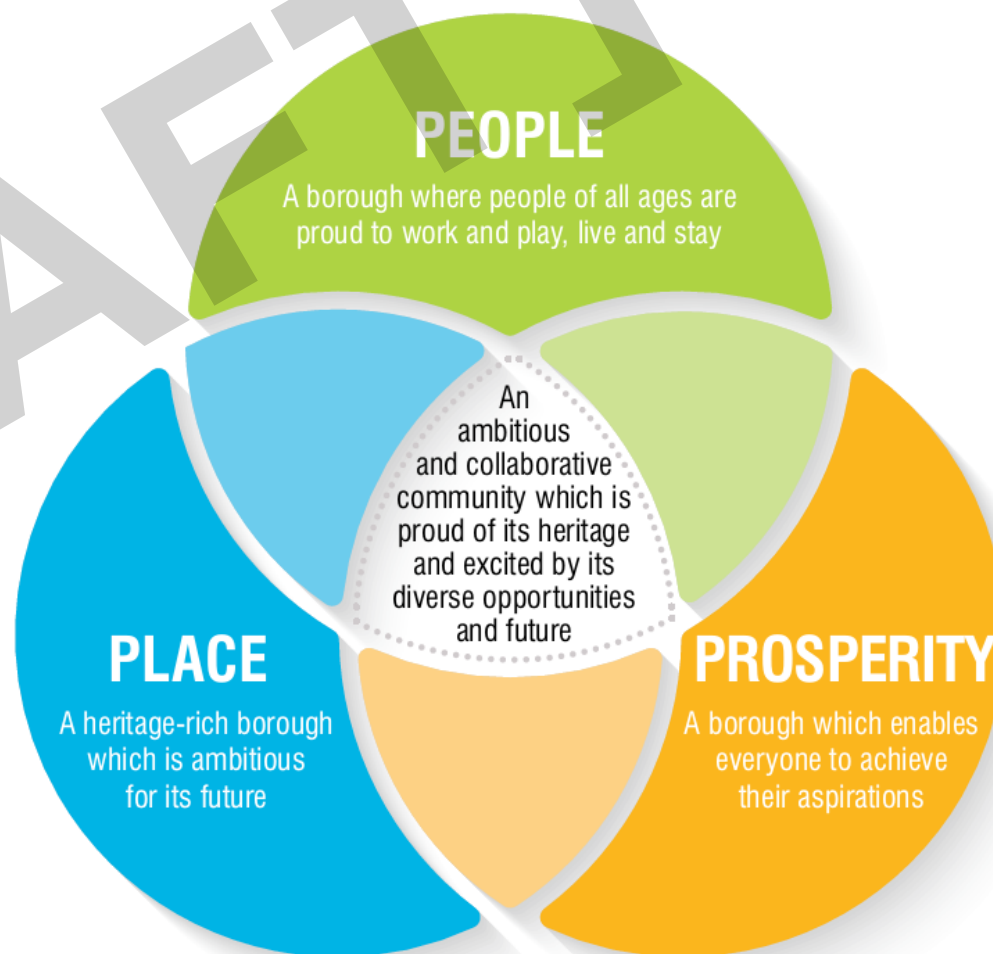 PEOPLE
A borough where people of all ages are
proud to work and play, live and stay
An
ambitious
and collaborative
community which is
proud of its heritage
and excited by its
diverse opportunities
and future
PLACE
A heritage-rich borough
which is ambitious
for its future
PROSPERITY
A borough which enables
everyone to achieve
their aspirations